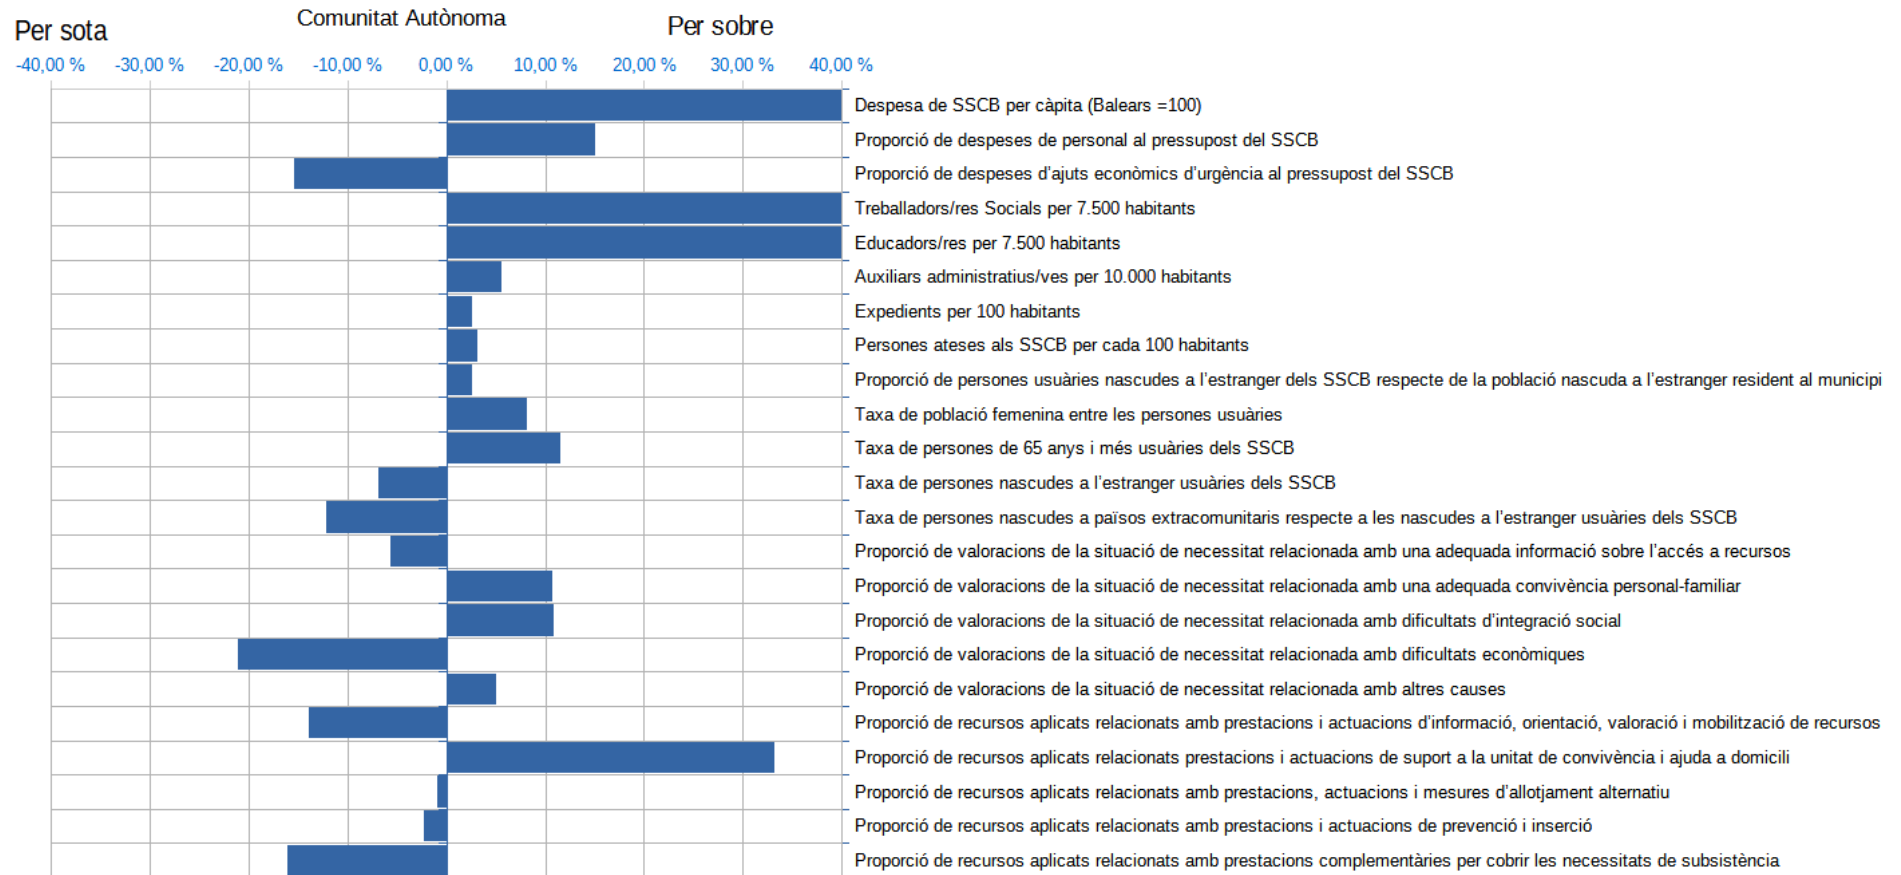 Comunitat Autònoma
Per sota
Per sobre
-40,00 % -30,00 % -20,00 % -10,00 % 0,00 % 10,00 % 20,00 % 30,00 % 40,00 %
Despesa de SSCB per càpita (Balears =100)
Proporció de despeses de personal al pressupost del SSCB
Proporció de despeses d’ajuts econòmics d’urgència al pressupost del SSCB
Treballadors/res Socials per 7.500 habitants
Educadors/res per 7.500 habitants
Auxiliars administratius/ves per 10.000 habitants
Expedients per 100 habitants
Persones ateses als SSCB per cada 100 habitants
Proporció de persones usuàries nascudes a l’estranger dels SSCB respecte de la població nascuda a l’estranger resident al municipi
Taxa de població femenina entre les persones usuàries
Taxa de persones de 65 anys i més usuàries dels SSCB
Taxa de persones nascudes a l’estranger usuàries dels SSCB
Taxa de persones nascudes a països extracomunitaris respecte a les nascudes a l’estranger usuàries dels SSCB
Proporció de valoracions de la situació de necessitat relacionada amb una adequada informació sobre l’accés a recursos
Proporció de valoracions de la situació de necessitat relacionada amb una adequada convivència personal-familiar
Proporció de valoracions de la situació de necessitat relacionada amb dificultats d’integració social
Proporció de valoracions de la situació de necessitat relacionada amb dificultats econòmiques
Proporció de valoracions de la situació de necessitat relacionada amb altres causes
Proporció de recursos aplicats relacionats amb prestacions i actuacions d’informació, orientació, valoració i mobilització de recursos
Proporció de recursos aplicats relacionats prestacions i actuacions de suport a la unitat de convivència i ajuda a domicili
Proporció de recursos aplicats relacionats amb prestacions, actuacions i mesures d’allotjament alternatiu
Proporció de recursos aplicats relacionats amb prestacions i actuacions de prevenció i inserció
Proporció de recursos aplicats relacionats amb prestacions complementàries per cobrir les necessitats de subsistència